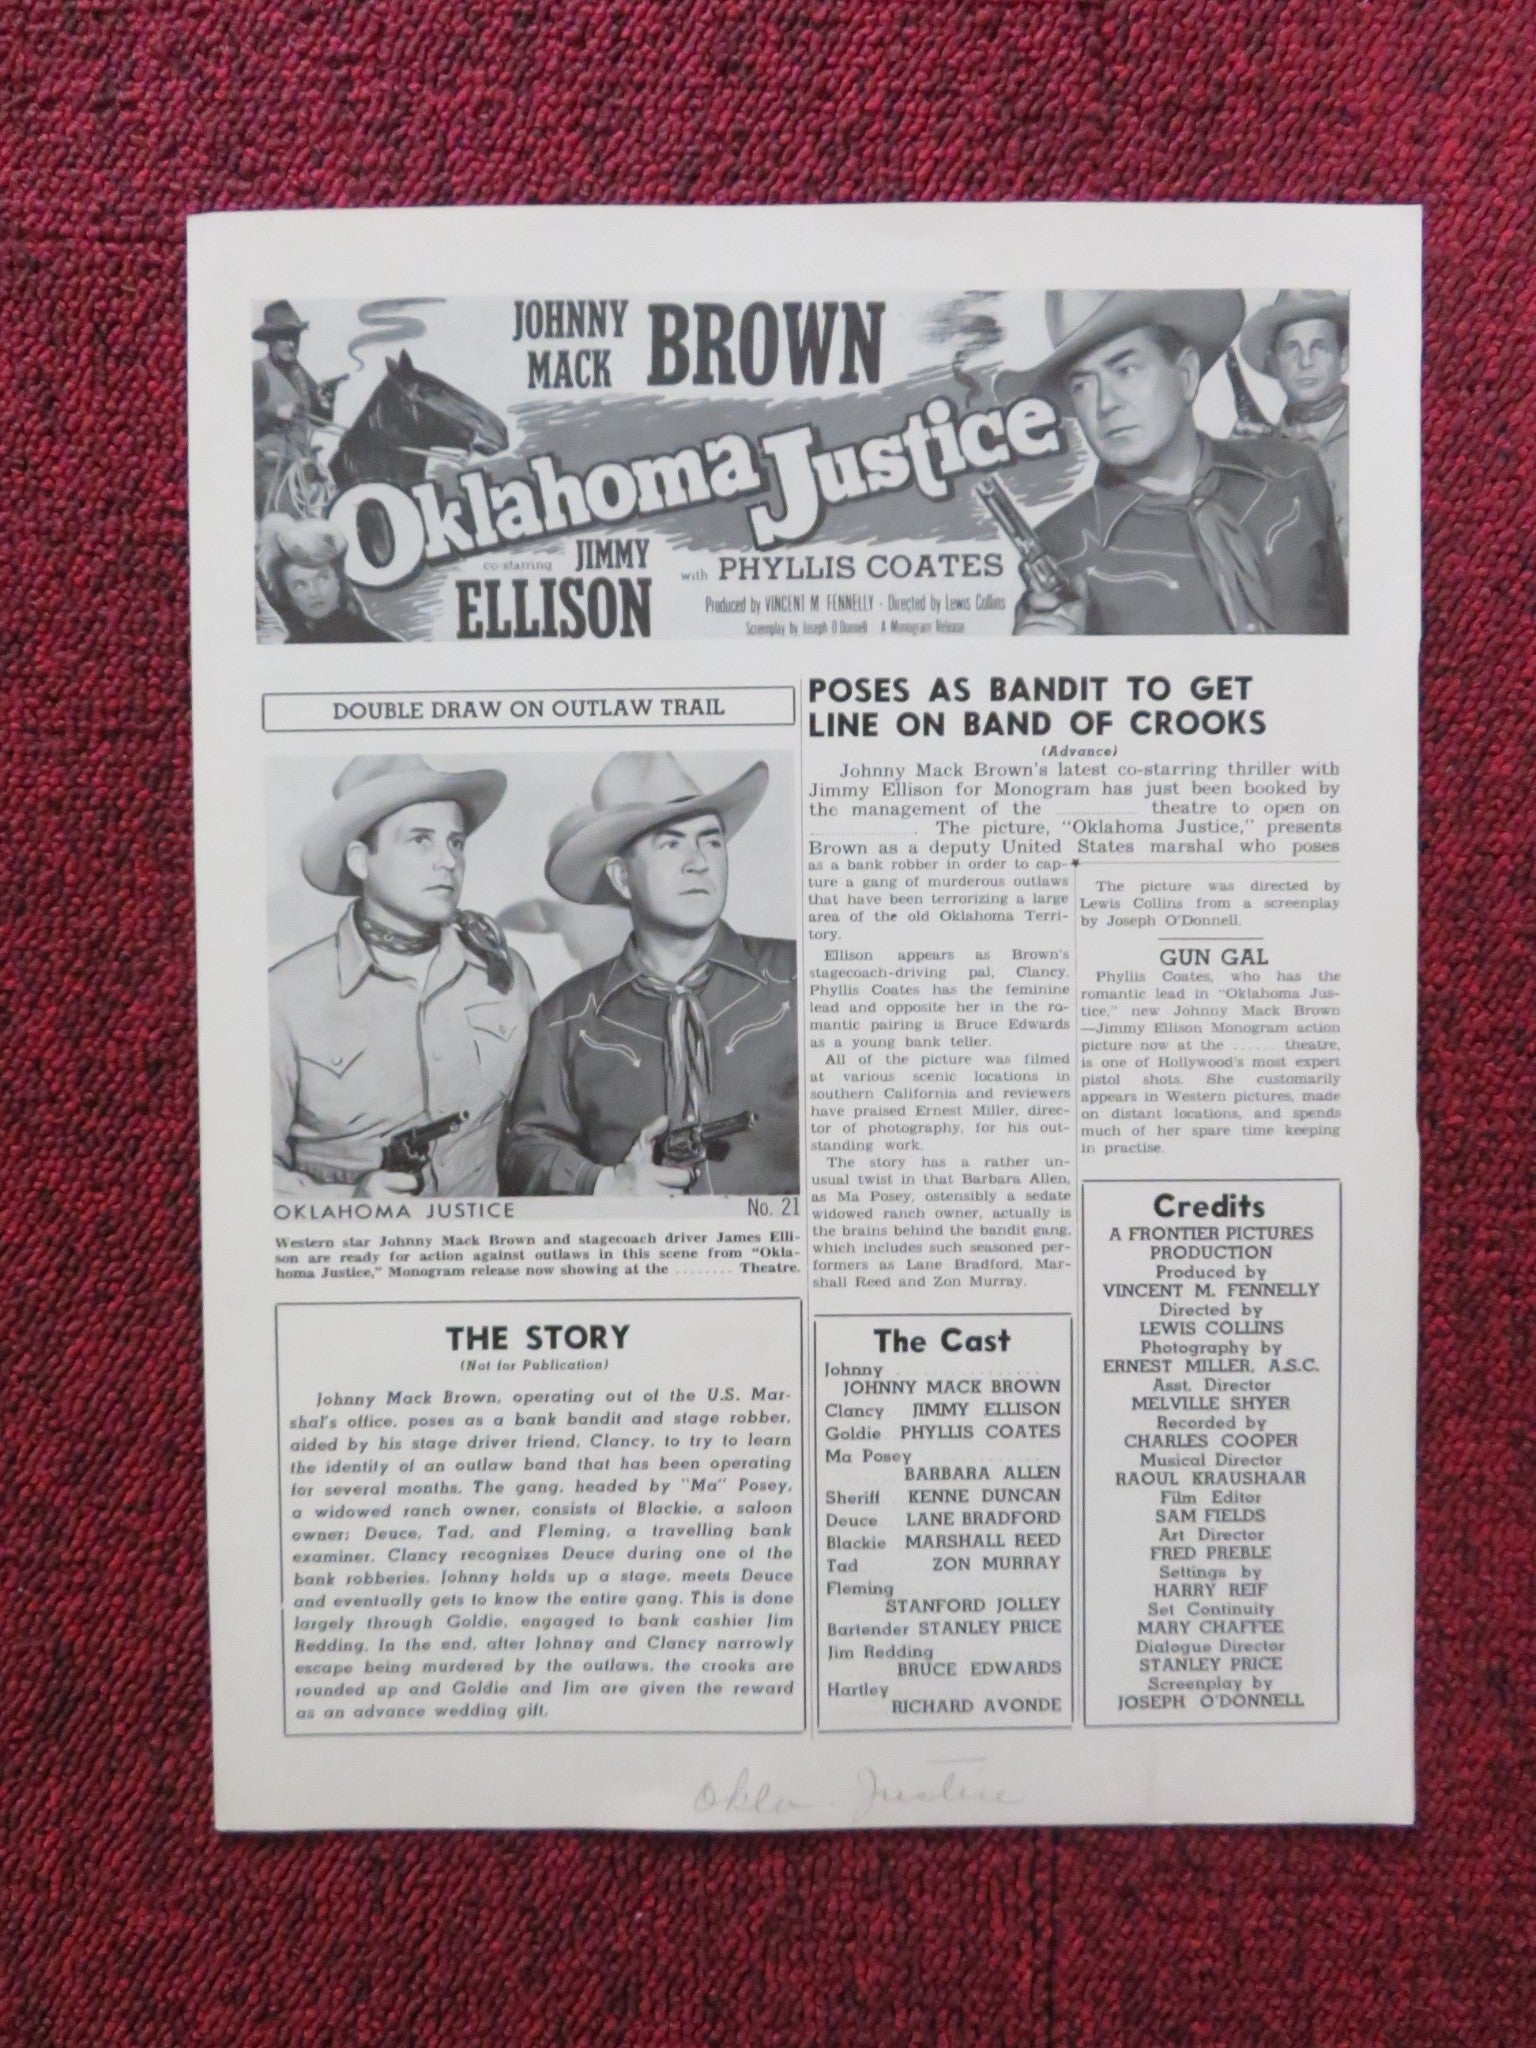 JOHNNY
MACK BROWN
Oklahoma Justice
co-starring JIMMY
ELLISON
with PHYLLIS COATES
Produced by VINCENT M. FENNELLY - Directed by Lewis Collins
Screenplay by Joseph O'Donnell A Monogram Release
DOUBLE DRAW ON OUTLAW TRAIL
OKLAHOMA JUSTICE No. 21
Western star Johnny Mack Brown and stagecoach driver James Elli-
son are ready for action against outlaws in this scene from "Okla-
homa Justice," Monogram release now showing at the ........ Theatre.
THE STORY
(Not for Publication)
Johnny Mack Brown, operating out of the U.S. Mar-
shal's office, poses as a bank bandit and stage robber,
aided by his stage driver friend, Clancy, to try to learn
the identity of an outlaw band that has been operating
for several months. The gang, headed by "Ma" Posey,
a widowed ranch owner, consists of Blackie, a saloon
owner; Deuce, Tad, and Fleming, a travelling bank
examiner. Clancy recognizes Deuce during one of the
bank robberies. Johnny holds up a stage, meets Deuce
and eventually gets to know the entire gang. This is done
largely through Goldie, engaged to bank cashier Jim
Redding. In the end, after Johnny and Clancy narrowly
escape being murdered by the outlaws, the crooks are
rounded up and Goldie and Jim are given the reward
as an advance wedding gift.
POSES AS BANDIT TO GET
LINE ON BAND OF CROOKS
(Advance)
Johnny Mack Brown's latest co-starring thriller with
Jimmy Ellison for Monogram has just been booked by
the management of the ............ theatre to open on
................ The picture, "Oklahoma Justice," presents
Brown as a deputy United States marshal who poses
as a bank robber in order to cap-
ture a gang of murderous outlaws
that have been terrorizing a large
area of the old Oklahoma Terri-
tory.
Ellison appears as Brown's
stagecoach-driving pal, Clancy.
Phyllis Coates has the feminine
lead and opposite her in the ro-
mantic pairing is Bruce Edwards
as a young bank teller.
All of the picture was filmed
at various scenic locations in
southern California and reviewers
have praised Ernest Miller, direc-
tor of photography, for his out-
standing work.
The story has a rather un-
usual twist in that Barbara Allen,
as Ma Posey, ostensibly a sedate
widowed ranch owner, actually is
the brains behind the bandit gang,
which includes such seasoned per-
formers as Lane Bradford, Mar-
shall Reed and Zon Murray.
The picture was directed by
Lewis Collins from a screenplay
by Joseph O'Donnell.
GUN GAL
Phyllis Coates, who has the
romantic lead in "Oklahoma Jus-
tice," new Johnny Mack Brown
—Jimmy Ellison Monogram action
picture now at the ...... theatre,
is one of Hollywood's most expert
pistol shots. She customarily
appears in Western pictures, made
on distant locations, and spends
much of her spare time keeping
in practise.
The Cast
Johnny
JOHNNY MACK BROWN
Clancy JIMMY ELLISON
Goldie PHYLLIS COATES
Ma Posey
BARBARA ALLEN
Sheriff KENNE DUNCAN
Deuce LANE BRADFORD
Blackie MARSHALL REED
Tad ZON MURRAY
Fleming
STANFORD JOLLEY
Bartender STANLEY PRICE
Jim Redding
BRUCE EDWARDS
Hartley
RICHARD AVONDE
Credits
A FRONTIER PICTURES
PRODUCTION
Produced by
VINCENT M. FENNELLY
Directed by
LEWIS COLLINS
Photography by
ERNEST MILLER, A.S.C.
Asst. Director
MELVILLE SHYER
Recorded by
CHARLES COOPER
Musical Director
RAOUL KRAUSHAAR
Film Editor
SAM FIELDS
Art Director
FRED PREBLE
Settings by
HARRY REIF
Set Continuity
MARY CHAFFEE
Dialogue Director
STANLEY PRICE
Screenplay by
JOSEPH O'DONNELL
Okla. Justice